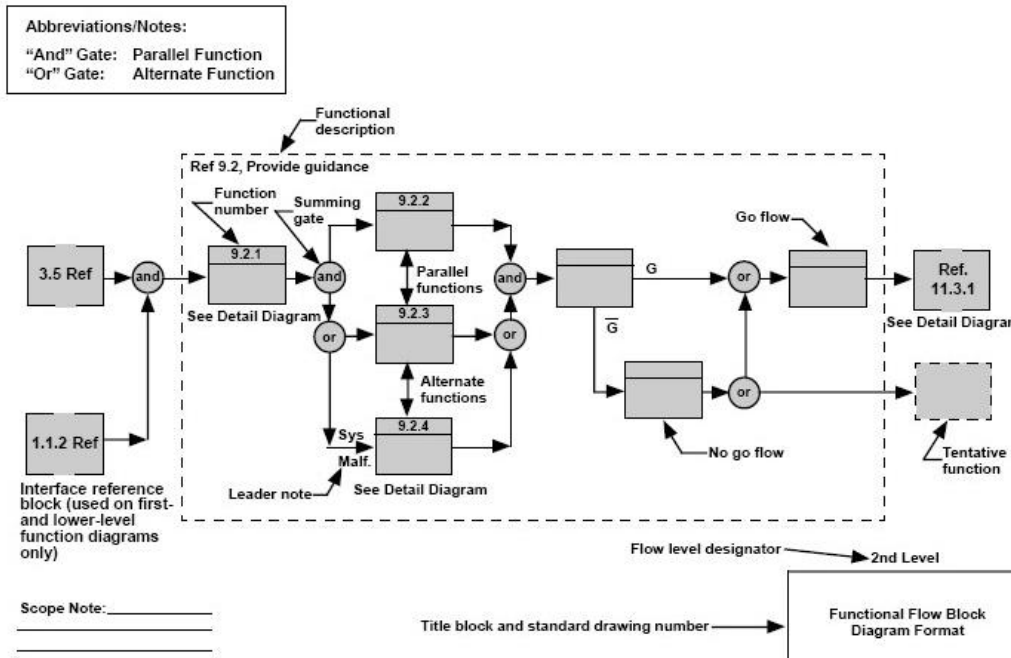 Abbreviations/Notes:
“And” Gate: Parallel Function
“Or” Gate: Alternate Function
Functional
description
Ref 9.2, Provide guidance
Function
number
Summing
gate
9.2.2
Go flow
3.5 Ref
and
9.2.1
and
Parallel
functions
and
G
or
Ref.
11.3.1
See Detail Diagram
See Detail Diagram
or
9.2.3
or
G̅
Alternate
functions
or
1.1.2 Ref
Sys
Malf.
9.2.4
No go flow
Tentative
function
Leader note
See Detail Diagram
Interface reference
block (used on first-
and lower-level
function diagrams
only)
Flow level designator
2nd Level
Scope Note:
Title block and standard drawing number
Functional Flow Block
Diagram Format